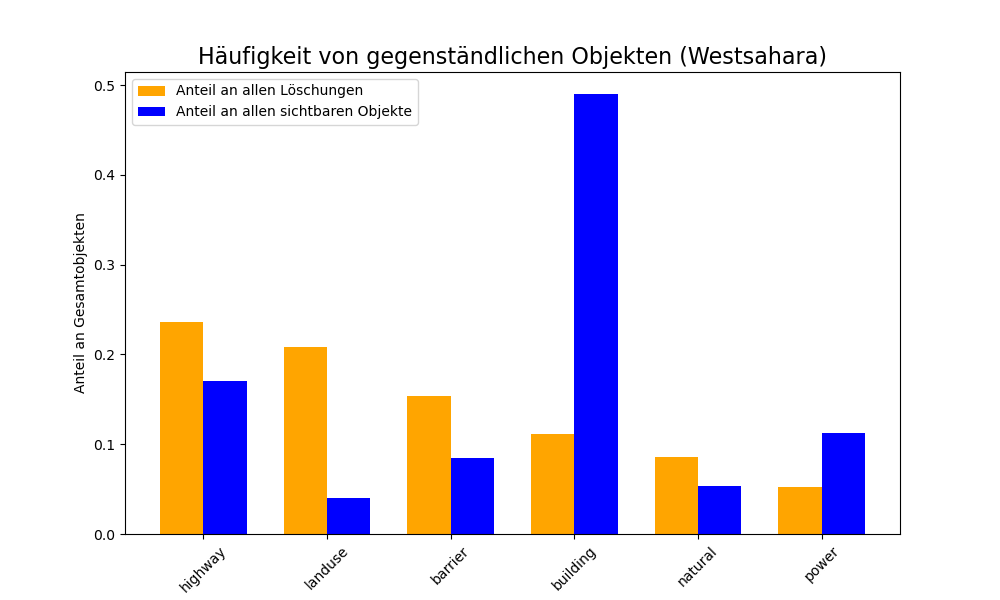 Häufigkeit von gegenständlichen Objekten (Westsahara)
Anteil an allen Löschungen
Anteil an allen sichtbaren Objekte
Anteil an Gesamtobjekten
0.5
0.4
0.3
0.2
0.1
0.0
highway
landuse
barrier
building
natural
power